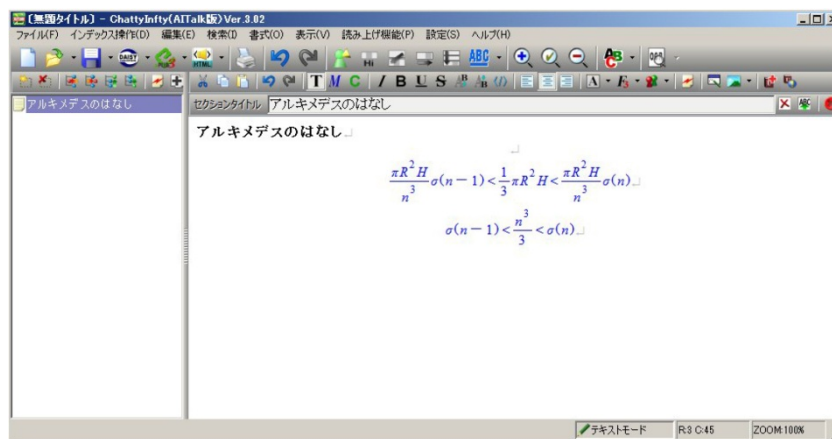 〔無題タイトル〕 - ChattyInfty(AITalk版) Ver.3.02
ファイル(F) インデックス操作(D) 編集(E) 検索(I) 書式(O) 表示(V) 読み上げ機能(P) 設定(S) ヘルプ(H)
DAISY HTML Hi ABC
T M C / B U S A F
アルキメデスのはなし
セクションタイトル アルキメデスのはなし
アルキメデスのはなし
πR²H/n³ σ(n − 1) < 1/3 πR²H < πR²H/n³ σ(n)
σ(n − 1) < n³/3 < σ(n)
テキストモード R:3 C:45 ZOOM:100%